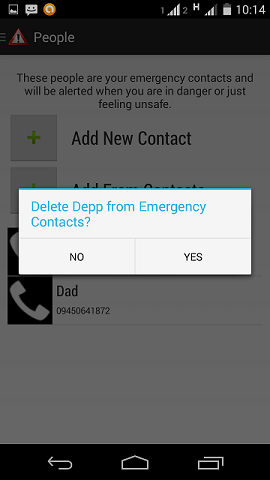 1 2 H 10:14
People
These people are your emergency contacts and
will be alerted when you are in danger or just
feeling unsafe.
Add New Contact
Add From Contacts
Delete Depp from Emergency
Contacts?
NO YES
Dad
09450641872